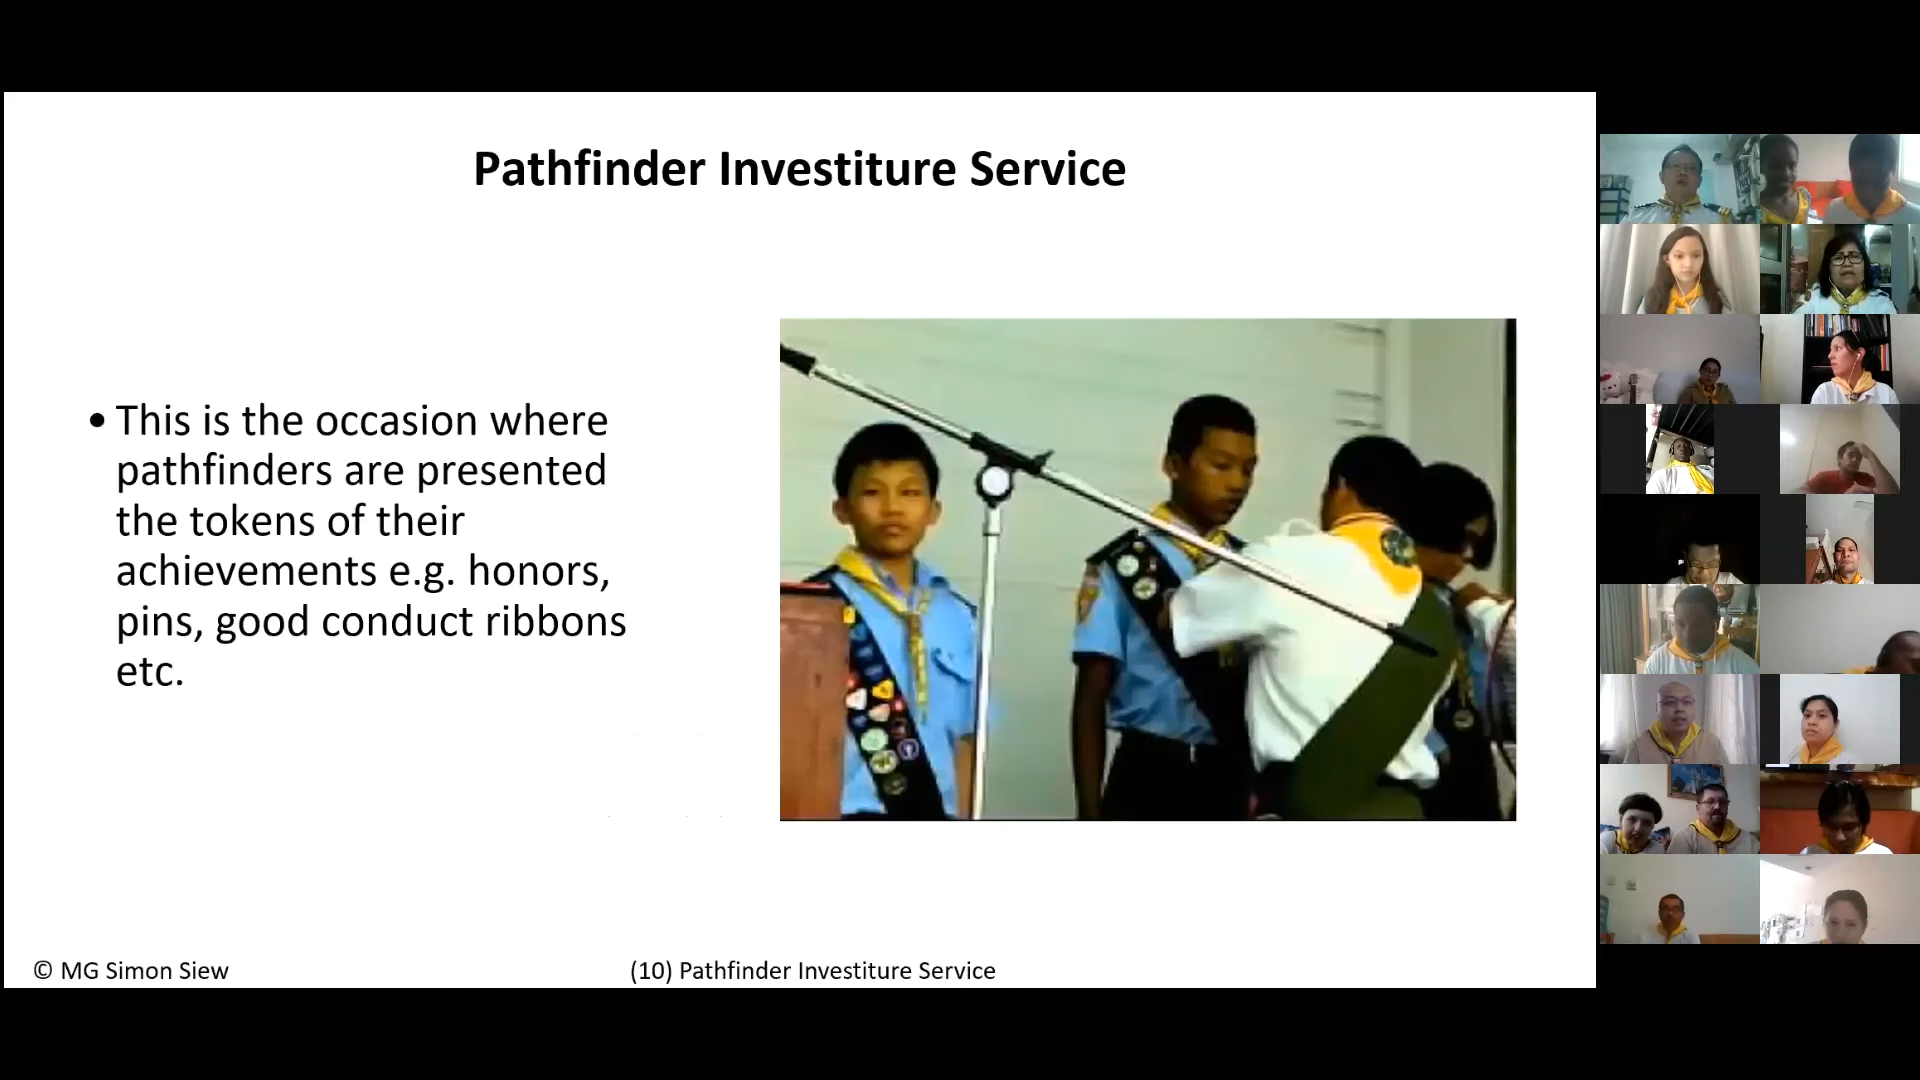 Pathfinder Investiture Service
• This is the occasion where
pathfinders are presented
the tokens of their
achievements e.g. honors,
pins, good conduct ribbons
etc.
© MG Simon Siew
(10) Pathfinder Investiture Service